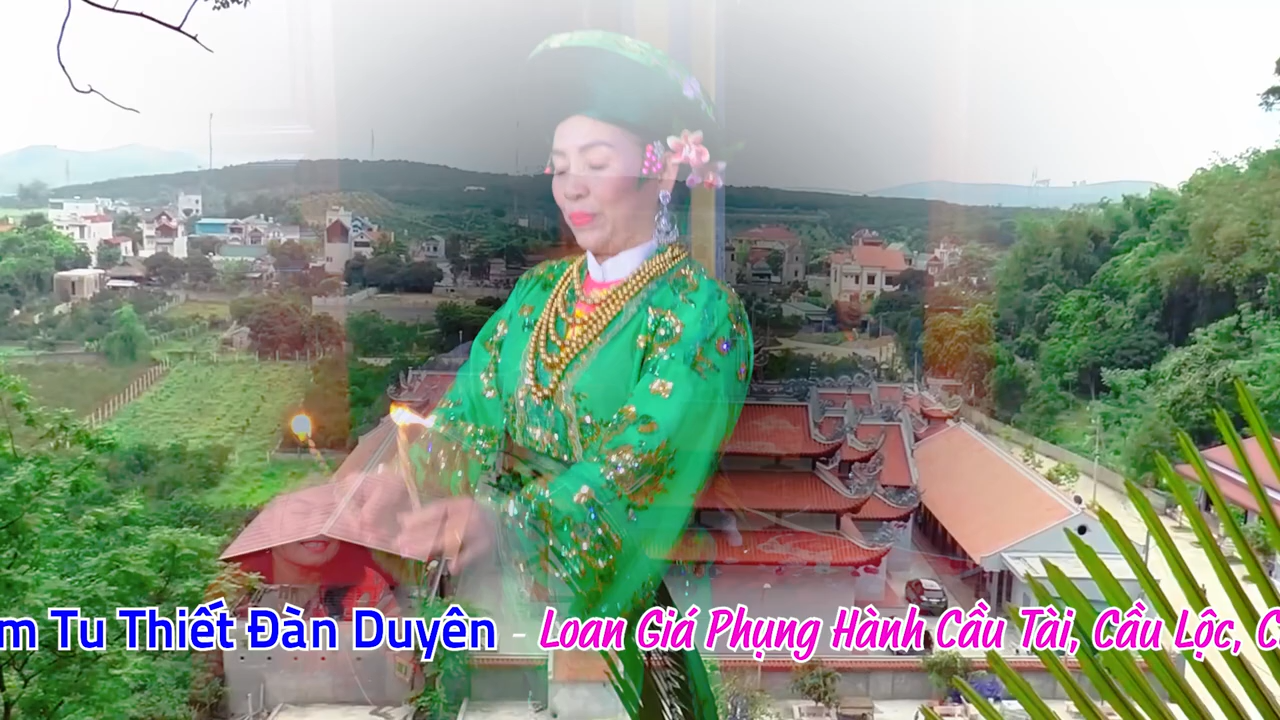 Tu Thiết Đàn Duyên - Loan Giá Phụng Hành Cầu Tài, Cầu Lộc,